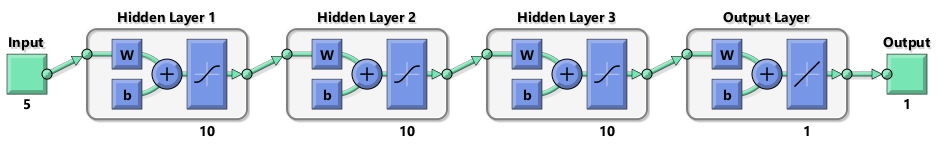 Hidden Layer 1
Hidden Layer 2
Hidden Layer 3
Output Layer
Input
Output
W
W
W
W
+
+
+
+
b
b
b
b
5
1
10
10
10
1